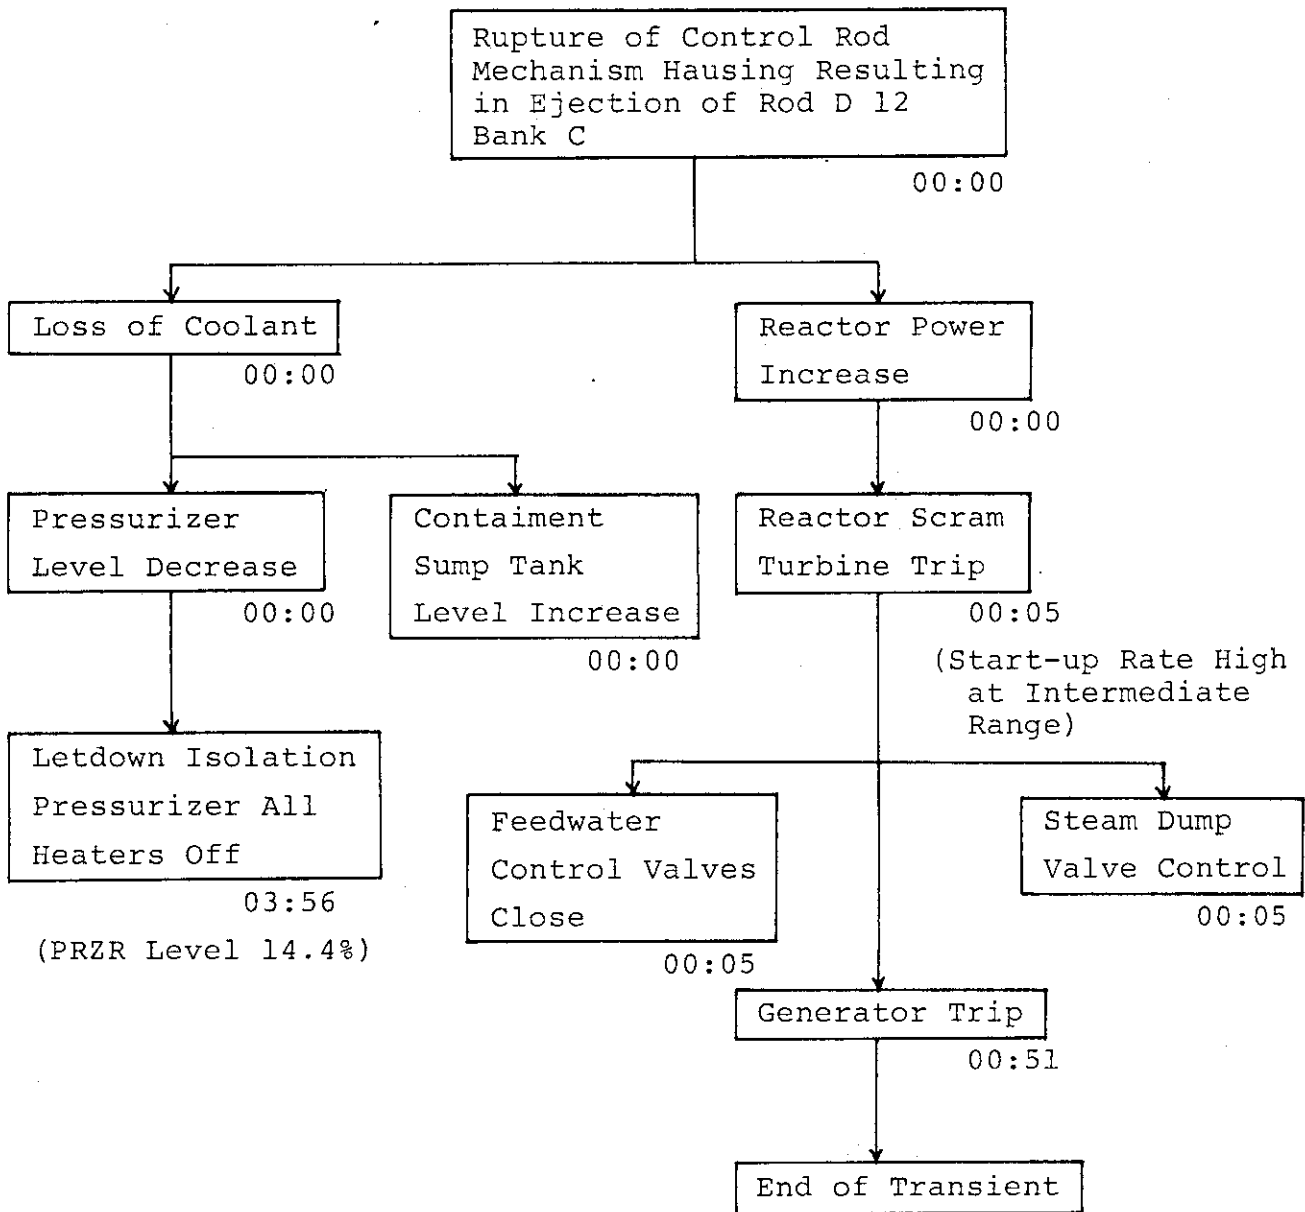 Rupture of Control Rod
Mechanism Hausing Resulting
in Ejection of Rod D 12
Bank C
00:00
Loss of Coolant
00:00
Reactor Power
Increase
00:00
Pressurizer
Level Decrease
00:00
Contaiment
Sump Tank
Level Increase
00:00
Reactor Scram
Turbine Trip
00:05
(Start-up Rate High
at Intermediate
Range)
Letdown Isolation
Pressurizer All
Heaters Off
03:56
(PRZR Level 14.4%)
Feedwater
Control Valves
Close
00:05
Steam Dump
Valve Control
00:05
Generator Trip
00:51
End of Transient